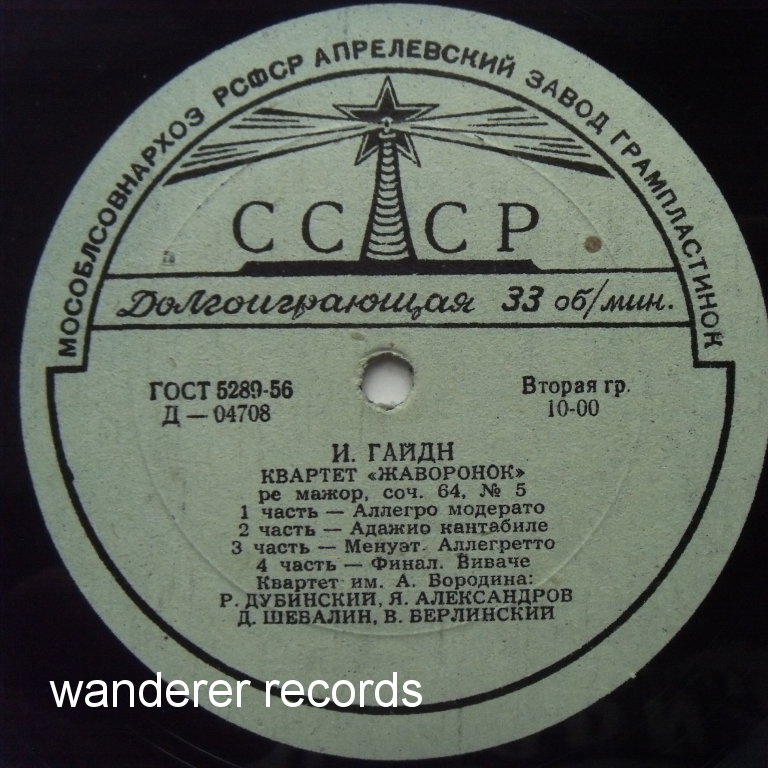 МОСОБЛСОВНАРХОЗ РСФСР АПРЕЛЕВСКИЙ ЗАВОД ГРАМПЛАСТИНОК
СССР
Долгоиграющая 33 об/мин.
ГОСТ 5289-56
Д — 04708
Вторая гр.
10-00
И. ГАЙДН
КВАРТЕТ «ЖАВОРОНОК»
ре мажор, соч. 64, № 5
1 часть — Аллегро модерато
2 часть — Адажио кантабиле
3 часть — Менуэт. Аллегретто
4 часть — Финал. Виваче
Квартет им. А. Бородина:
Р. ДУБИНСКИЙ, Я. АЛЕКСАНДРОВ
Д. ШЕБАЛИН, В. БЕРЛИНСКИЙ
wanderer records